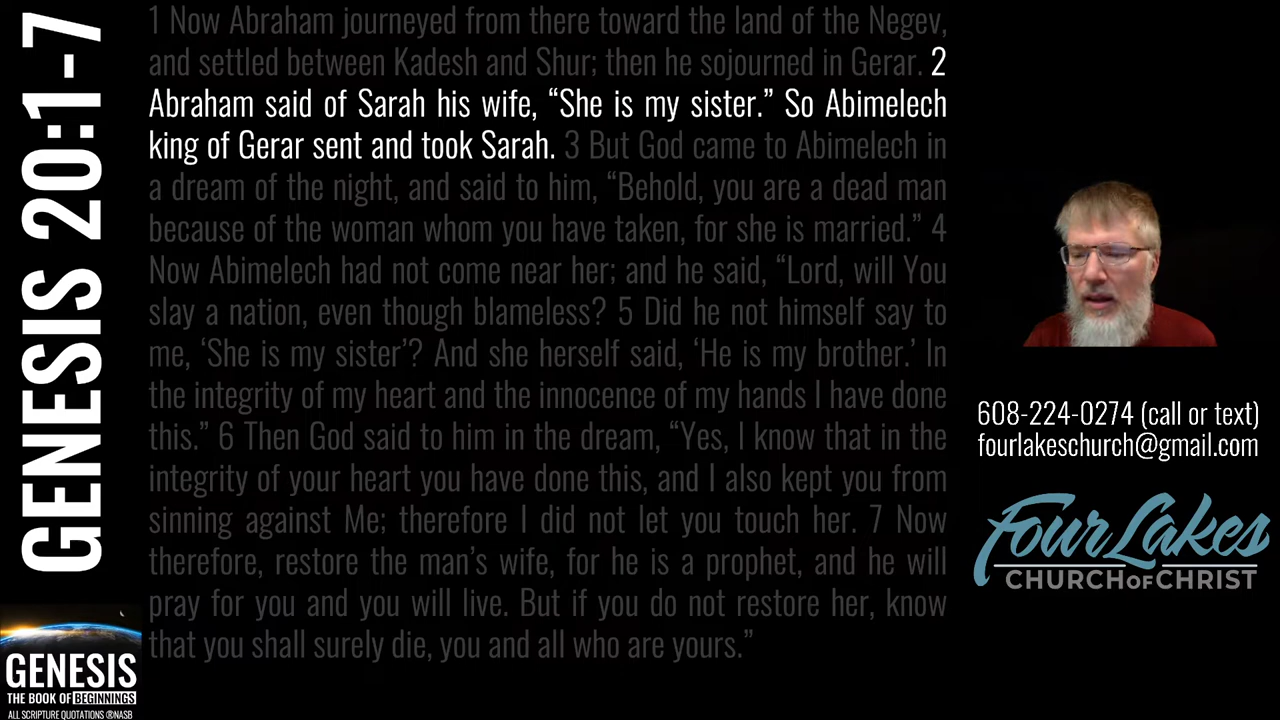 GENESIS 20:1-7
1 Now Abraham journeyed from there toward the land of the Negev,
and settled between Kadesh and Shur; then he sojourned in Gerar. 2
Abraham said of Sarah his wife, “She is my sister.” So Abimelech
king of Gerar sent and took Sarah. 3 But God came to Abimelech in
a dream of the night, and said to him, “Behold, you are a dead man
because of the woman whom you have taken, for she is married.” 4
Now Abimelech had not come near her; and he said, “Lord, will You
slay a nation, even though blameless? 5 Did he not himself say to
me, ‘She is my sister’? And she herself said, ‘He is my brother.’ In
the integrity of my heart and the innocence of my hands I have done
this.” 6 Then God said to him in the dream, “Yes, I know that in the
integrity of your heart you have done this, and I also kept you from
sinning against Me; therefore I did not let you touch her. 7 Now
therefore, restore the man’s wife, for he is a prophet, and he will
pray for you and you will live. But if you do not restore her, know
that you shall surely die, you and all who are yours.”
608-224-0274 (call or text)
fourlakeschurch@gmail.com
Four Lakes
CHURCH OF CHRIST
GENESIS
THE BOOK OF BEGINNINGS
ALL SCRIPTURE QUOTATIONS ®NASB